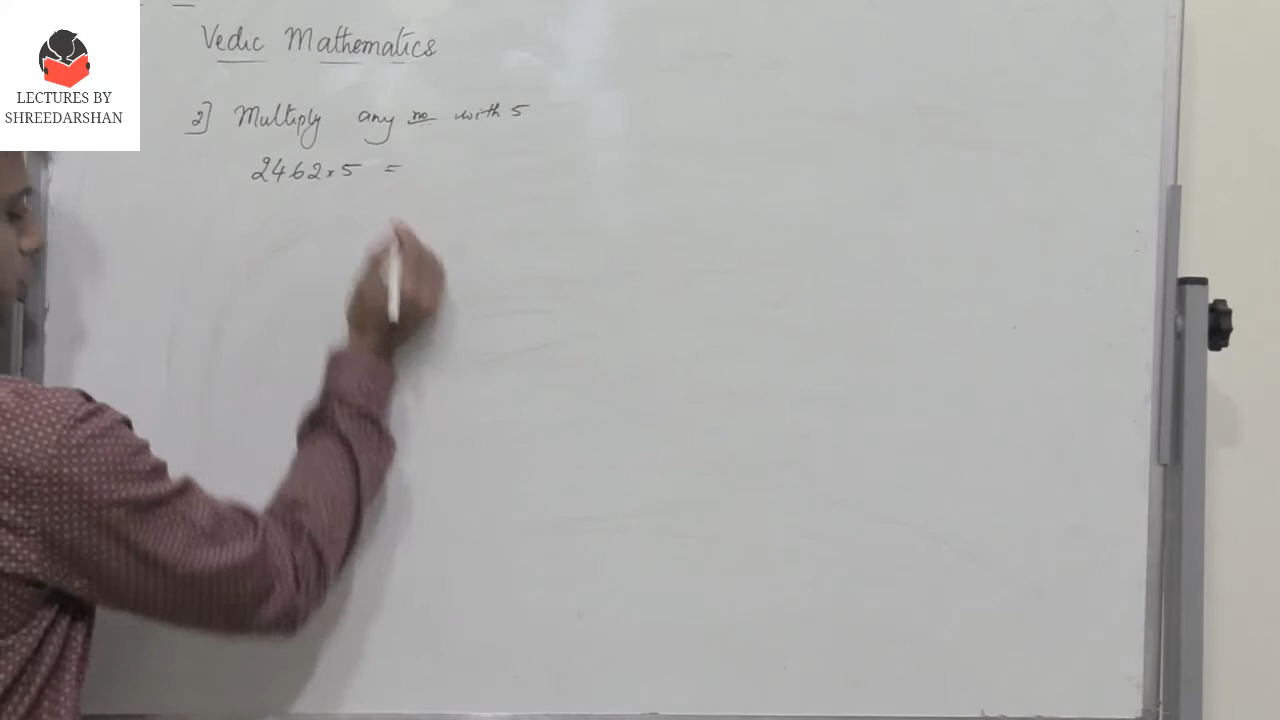 LECTURES BY
SHREEDARSHAN
Vedic Mathematics
2] Multiply any no with 5
2462 x 5 =